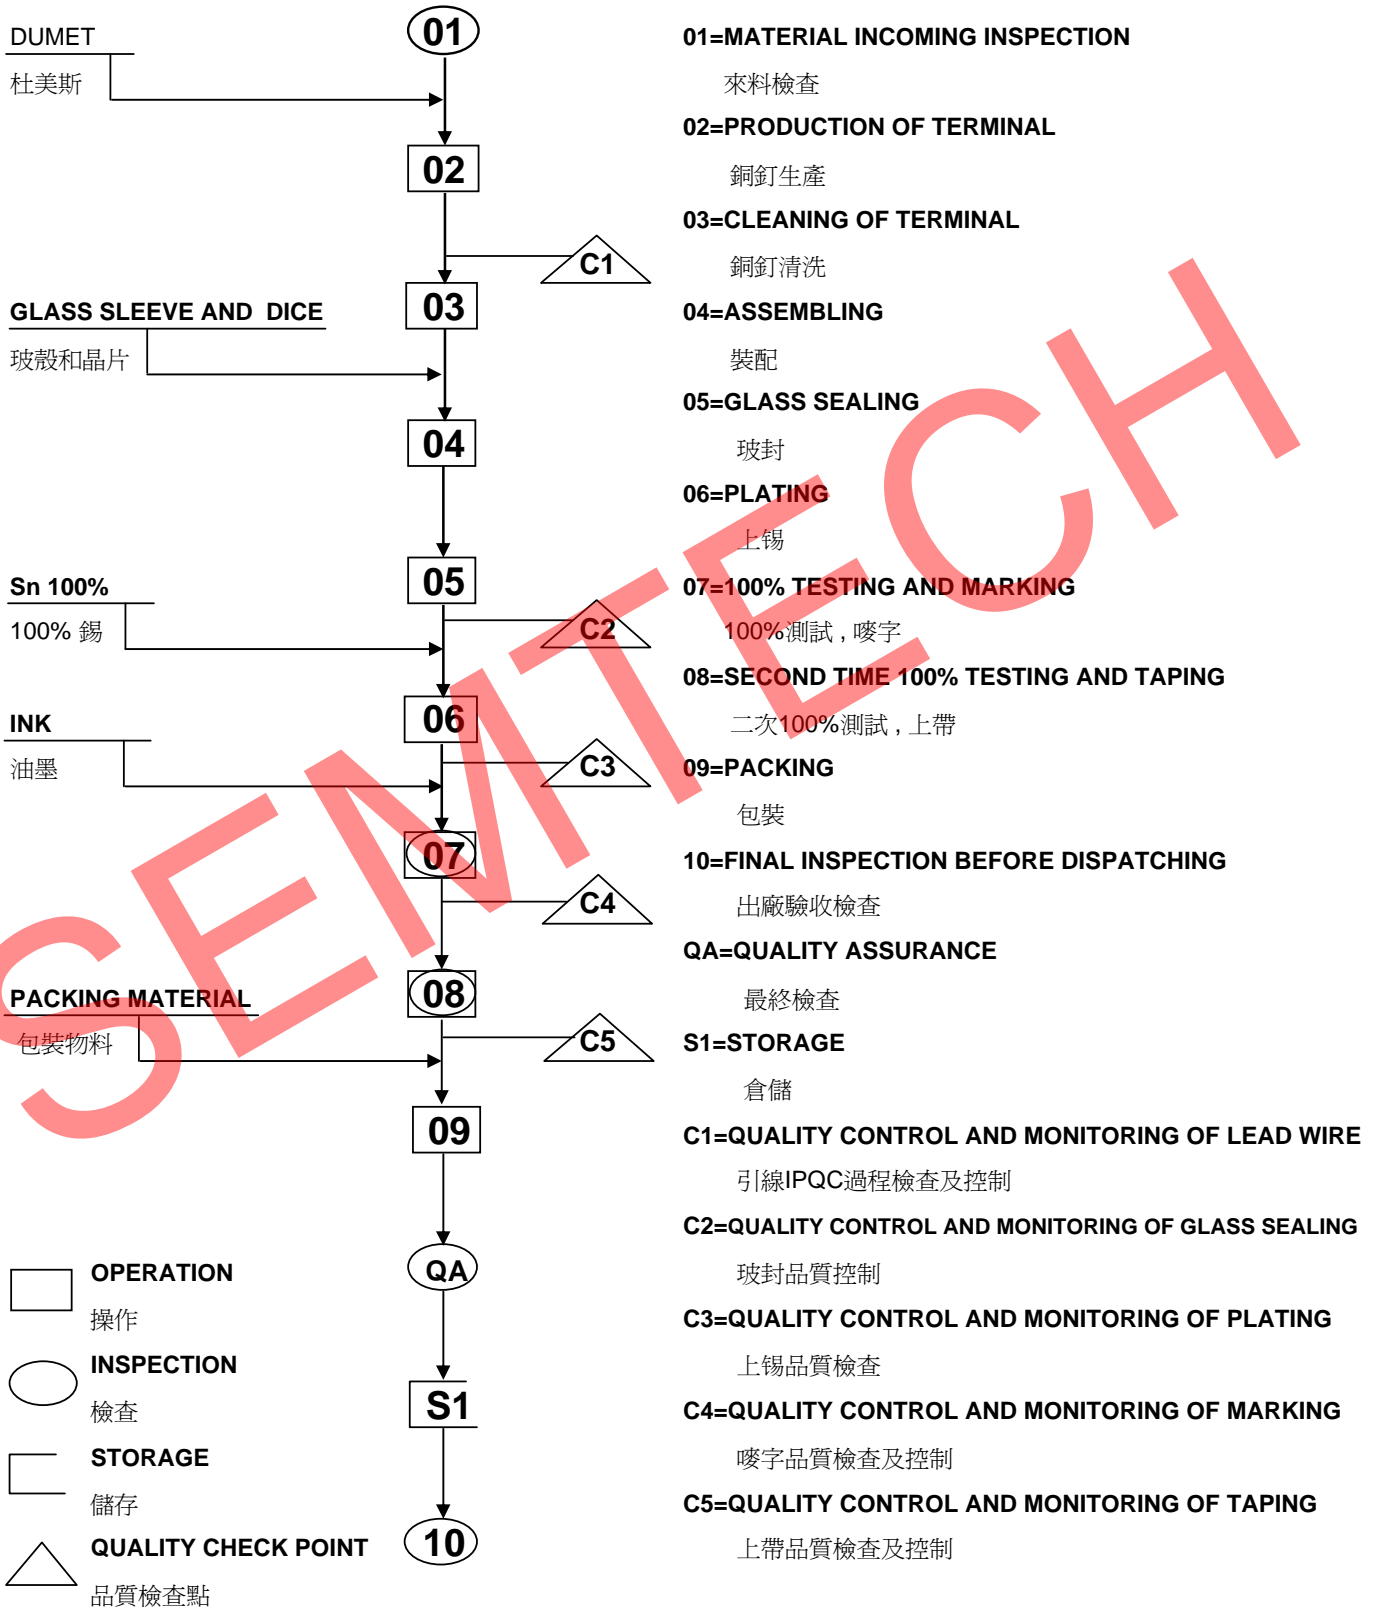 DUMET
杜美斯
GLASS SLEEVE AND DICE
玻殼和晶片
Sn 100%
100% 錫
INK
油墨
PACKING MATERIAL
包裝物料
OPERATION
操作
INSPECTION
檢查
STORAGE
儲存
QUALITY CHECK POINT
品質檢查點
01
02
C1
03
04
05
C2
06
C3
07
C4
08
C5
09
QA
S1
10
01=MATERIAL INCOMING INSPECTION
來料檢查
02=PRODUCTION OF TERMINAL
銅釘生產
03=CLEANING OF TERMINAL
銅釘清洗
04=ASSEMBLING
裝配
05=GLASS SEALING
玻封
06=PLATING
上锡
07=100% TESTING AND MARKING
100%測試 , 嘜字
08=SECOND TIME 100% TESTING AND TAPING
二次100%測試 , 上帶
09=PACKING
包裝
10=FINAL INSPECTION BEFORE DISPATCHING
出廠驗收檢查
QA=QUALITY ASSURANCE
最終檢查
S1=STORAGE
倉儲
C1=QUALITY CONTROL AND MONITORING OF LEAD WIRE
引線IPQC過程檢查及控制
C2=QUALITY CONTROL AND MONITORING OF GLASS SEALING
玻封品質控制
C3=QUALITY CONTROL AND MONITORING OF PLATING
上锡品質檢查
C4=QUALITY CONTROL AND MONITORING OF MARKING
嘜字品質檢查及控制
C5=QUALITY CONTROL AND MONITORING OF TAPING
上帶品質檢查及控制
SEMTECH